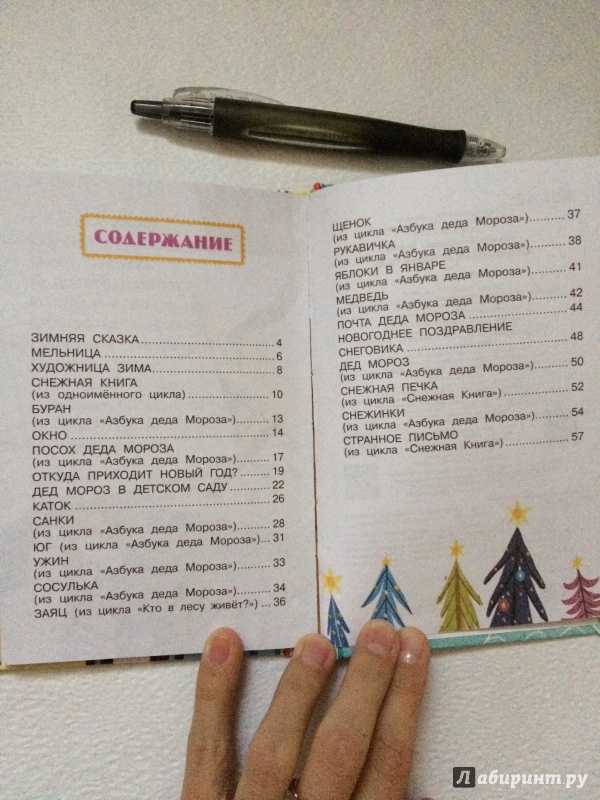 СОДЕРЖАНИЕ
ЗИМНЯЯ СКАЗКА 4
МЕЛЬНИЦА 6
ХУДОЖНИЦА ЗИМА 8
СНЕЖНАЯ КНИГА
(из одноимённого цикла) 10
БУРАН
(из цикла «Азбука деда Мороза») 13
ОКНО 14
ПОСОХ ДЕДА МОРОЗА
(из цикла «Азбука деда Мороза») 17
ОТКУДА ПРИХОДИТ НОВЫЙ ГОД? 19
ДЕД МОРОЗ В ДЕТСКОМ САДУ 22
КАТОК 26
САНКИ
(из цикла «Азбука деда Мороза») 28
ЮГ (из цикла «Азбука деда Мороза») 31
УЖИН
(из цикла «Азбука деда Мороза») 33
СОСУЛЬКА
(из цикла «Азбука деда Мороза») 34
ЗАЯЦ (из цикла «Кто в лесу живёт?») 36
ЩЕНОК
(из цикла «Азбука деда Мороза») 37
РУКАВИЧКА
(из цикла «Азбука деда Мороза») 38
ЯБЛОКИ В ЯНВАРЕ
(из цикла «Азбука деда Мороза») 41
МЕДВЕДЬ
(из цикла «Азбука деда Мороза») 42
ПОЧТА ДЕДА МОРОЗА 44
НОВОГОДНЕЕ ПОЗДРАВЛЕНИЕ
СНЕГОВИКА 48
ДЕД МОРОЗ
(из цикла «Азбука деда Мороза») 50
СНЕЖНАЯ ПЕЧКА
(из цикла «Снежная Книга») 52
СНЕЖИНКИ
(из цикла «Азбука деда Мороза») 54
СТРАННОЕ ПИСЬМО
(из цикла «Снежная Книга») 57
Лабиринт.ру